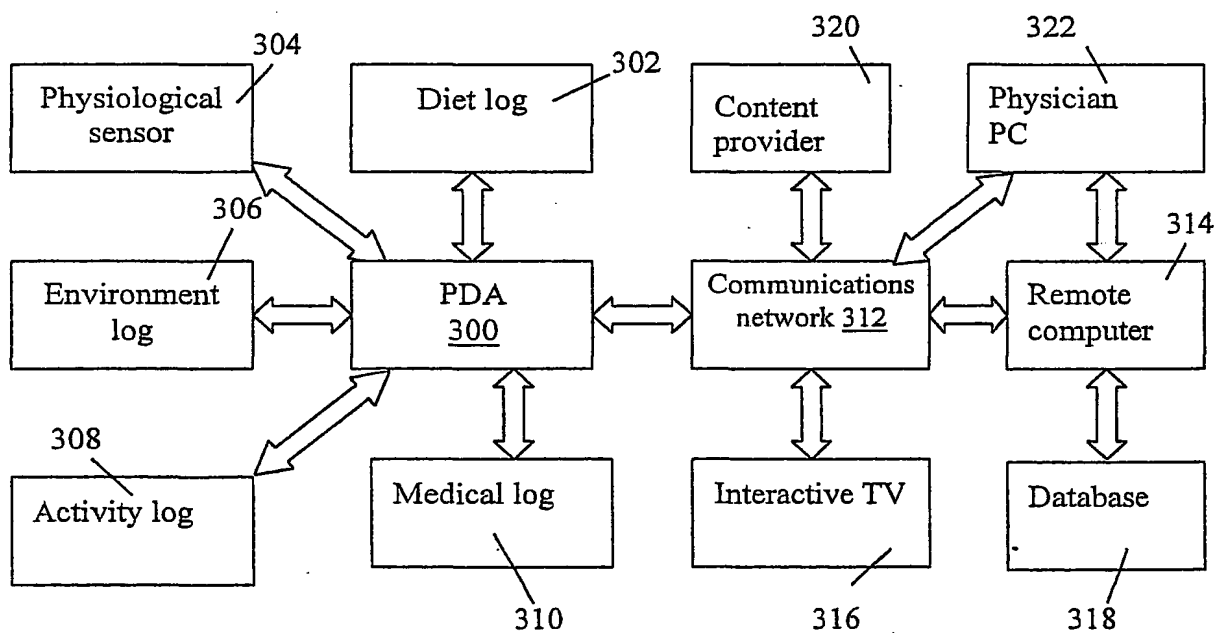 304
302
320
322
Physiological
sensor
Diet log
Content
provider
Physician
PC
306
314
Environment
log
PDA
300
Communications
network 312
Remote
computer
308
Activity log
Medical log
Interactive TV
Database
310
316
318